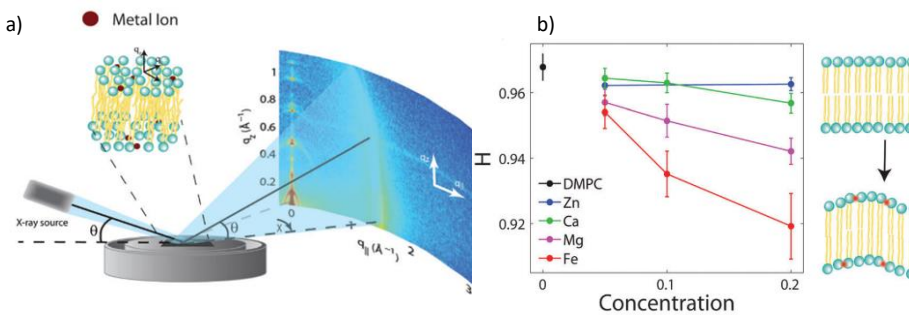 a)
Metal Ion
q
1
0.8
0.6
0.4
0.2
0
q_z (Å⁻¹)
q_z
X-ray source
θ
θ
χ
q_|| (Å⁻¹)
2
b)
0.96
0.94
0.92
H
DMPC
Zn
Ca
Mg
Fe
0
0.1
0.2
Concentration